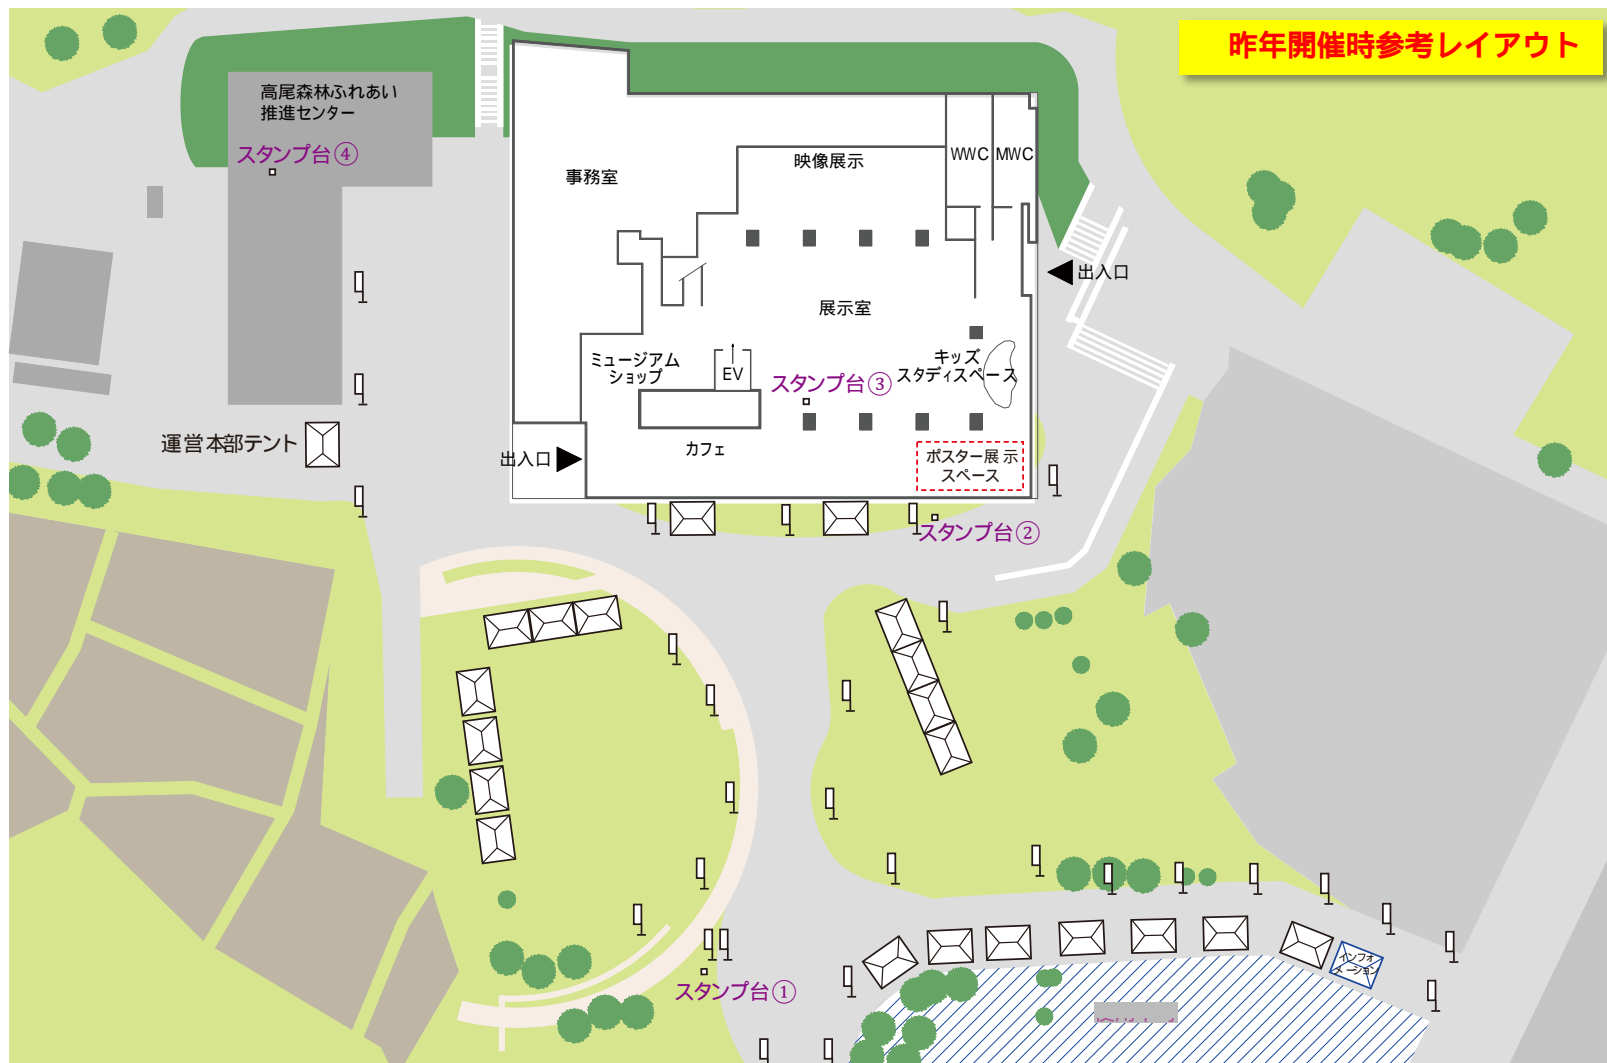 昨年開催時参考レイアウト
高尾森林ふれあい
推進センター
スタンプ台④
事務室
映像展示
WWC
MWC
出入口
展示室
ミュージアム
ショップ
EV
スタンプ台③
キッズ
スタディスペース
運営本部テント
出入口
カフェ
ポスター展示
スペース
スタンプ台②
インフォ
メーション
スタンプ台①